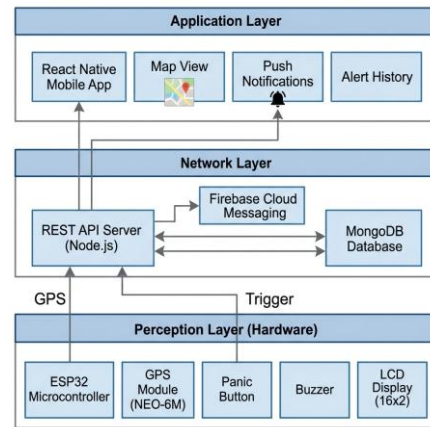 Application Layer
React Native
Mobile App
Map View
Push
Notifications
Alert History
Network Layer
REST API Server
(Node.js)
Firebase Cloud
Messaging
MongoDB
Database
GPS
Trigger
Perception Layer (Hardware)
ESP32
Microcontroller
GPS
Module
(NEO-6M)
Panic
Button
Buzzer
LCD
Display
(16x2)